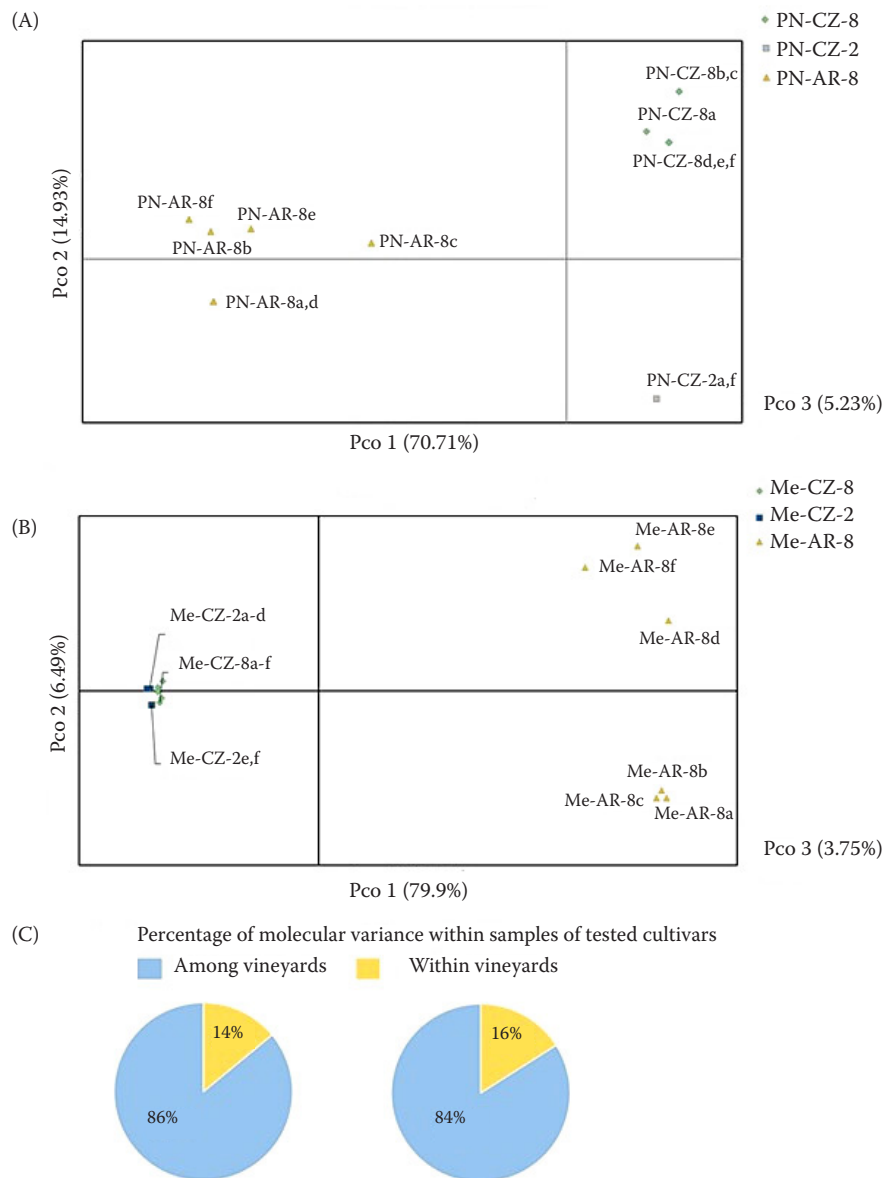 (A)
PN-CZ-8
PN-CZ-2
PN-AR-8
PN-CZ-8b,c
PN-CZ-8a
PN-CZ-8d,e,f
PN-AR-8f
PN-AR-8e
PN-AR-8b
PN-AR-8c
PN-AR-8a,d
PN-CZ-2a,f
Pco 2 (14.93%)
Pco 3 (5.23%)
Pco 1 (70.71%)
(B)
Me-CZ-8
Me-CZ-2
Me-AR-8
Me-AR-8e
Me-AR-8f
Me-CZ-2a-d
Me-AR-8d
Me-CZ-8a-f
Me-CZ-2e,f
Me-AR-8b
Me-AR-8c
Me-AR-8a
Pco 2 (6.49%)
Pco 3 (3.75%)
Pco 1 (79.9%)
(C)
Percentage of molecular variance within samples of tested cultivars
Among vineyards
Within vineyards
14%
86%
16%
84%